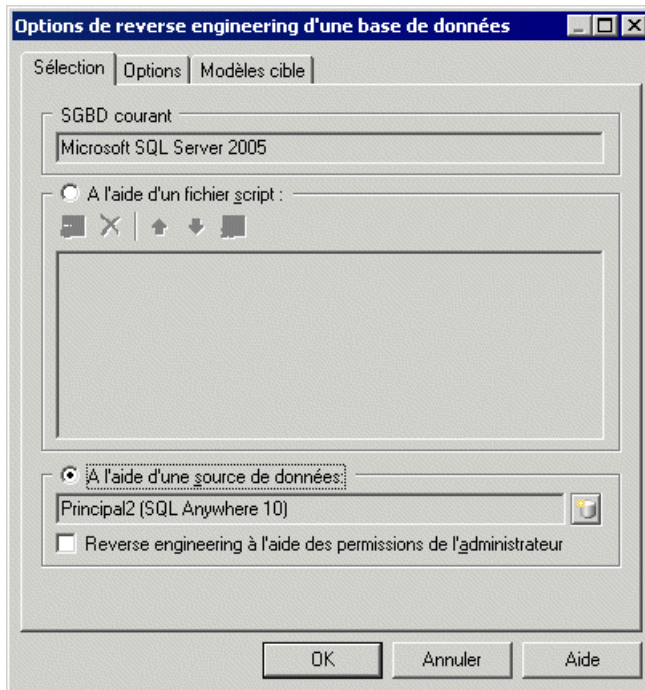 Options de reverse engineering d'une base de données
Sélection
Options
Modèles cible
SGBD courant
Microsoft SQL Server 2005
A l'aide d'un fichier script :
A l'aide d'une source de données:
Principal2 (SQL Anywhere 10)
Reverse engineering à l'aide des permissions de l'administrateur
OK
Annuler
Aide